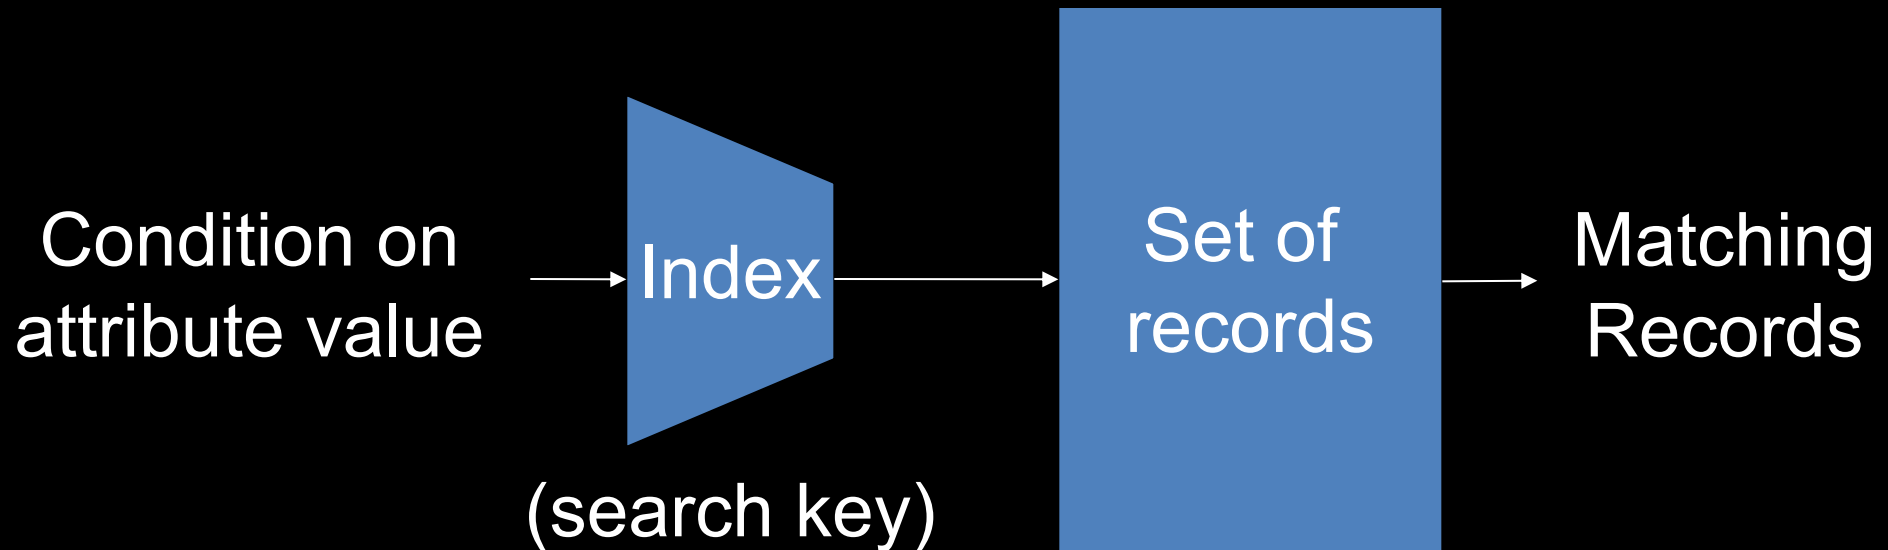 Condition on
attribute value
Index
(search key)
Set of
records
Matching
Records